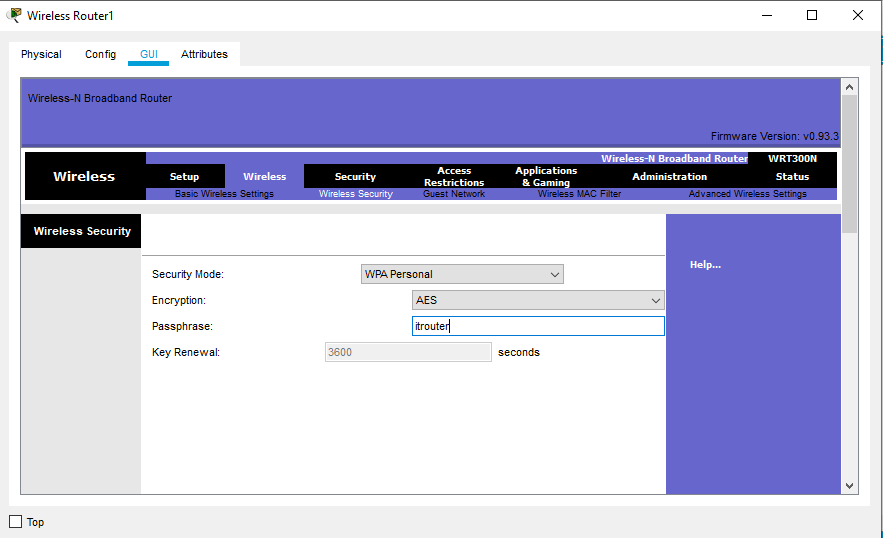 Wireless Router1
Physical Config GUI Attributes
Wireless-N Broadband Router
Firmware Version: v0.93.3
Wireless-N Broadband Router WRT300N
Wireless Setup Wireless Security Access Restrictions Applications & Gaming Administration Status
Basic Wireless Settings Wireless Security Guest Network Wireless MAC Filter Advanced Wireless Settings
Wireless Security
Help...
Security Mode: WPA Personal
Encryption: AES
Passphrase: itrouter
Key Renewal: 3600 seconds
Top